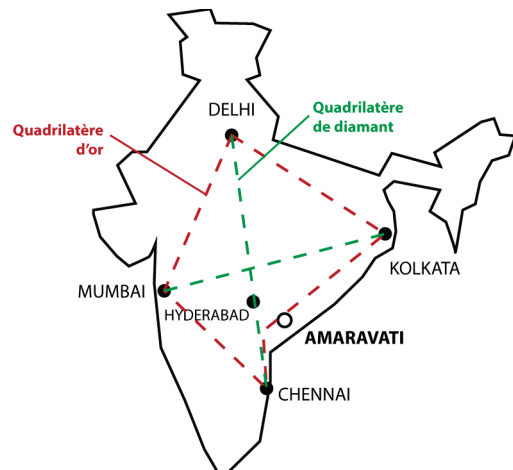 DELHI
Quadrilatère
de diamant
Quadrilatère
d'or
KOLKATA
MUMBAI
HYDERABAD
AMARAVATI
CHENNAI